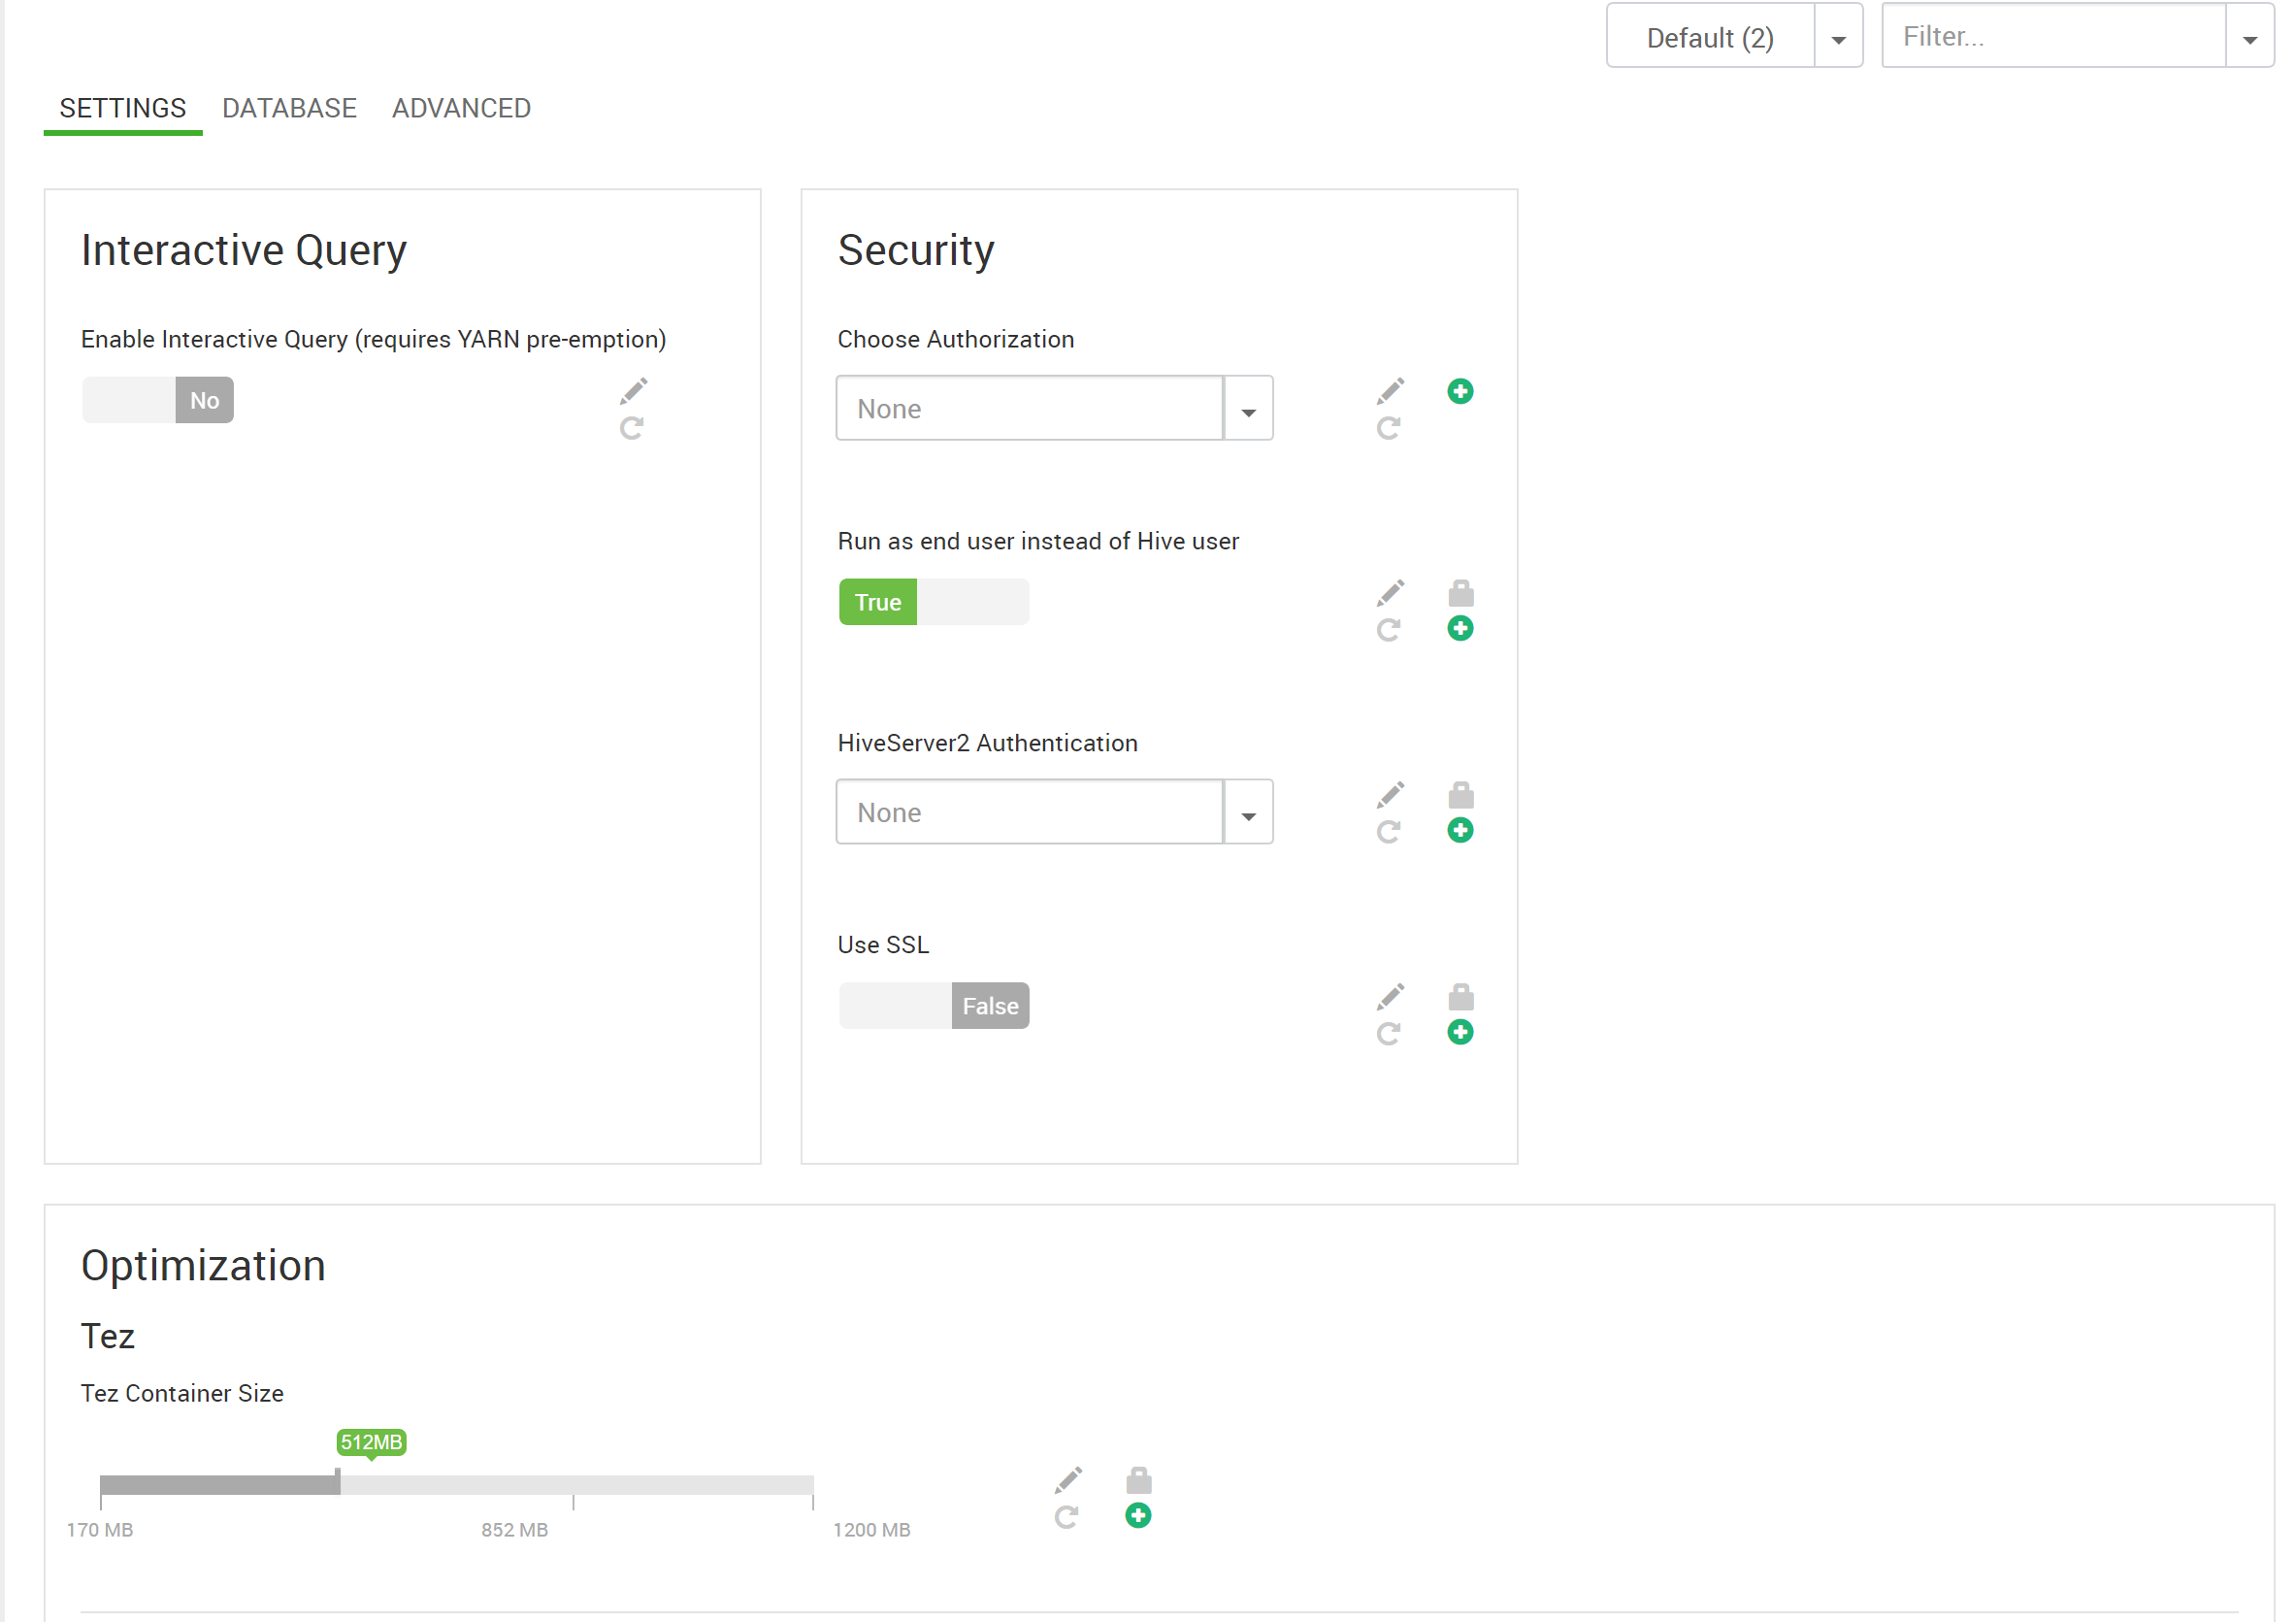 Default (2)
Filter...
SETTINGS DATABASE ADVANCED
Interactive Query
Enable Interactive Query (requires YARN pre-emption)
No
Security
Choose Authorization
None
Run as end user instead of Hive user
True
HiveServer2 Authentication
None
Use SSL
False
Optimization
Tez
Tez Container Size
512MB
170 MB 852 MB 1200 MB